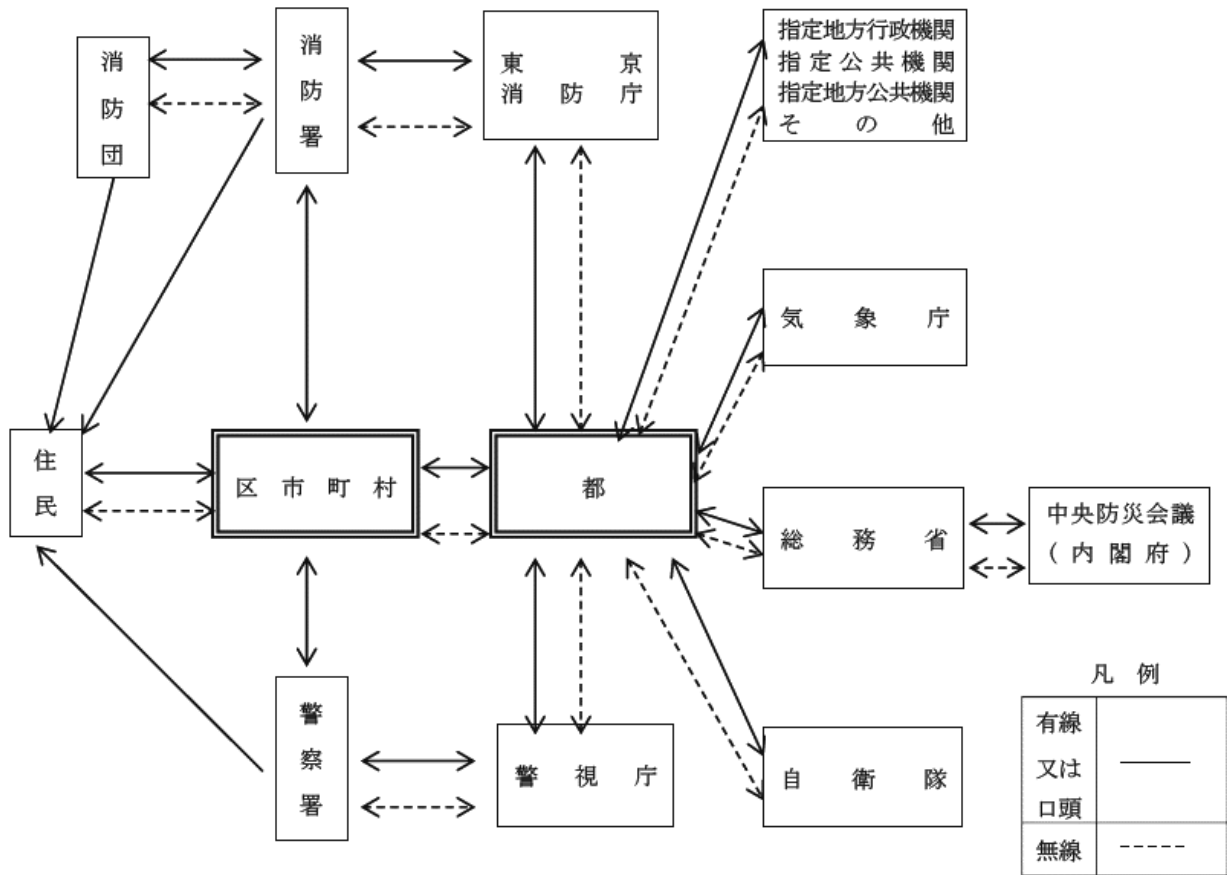 消防団
消防署
東京
消防庁
指定地方行政機関
指定公共機関
指定地方公共機関
その他
気象庁
住民
区市町村
都
総務省
中央防災会議
(内閣府)
警察署
警視庁
自衛隊
凡例
有線
又は
口頭
無線